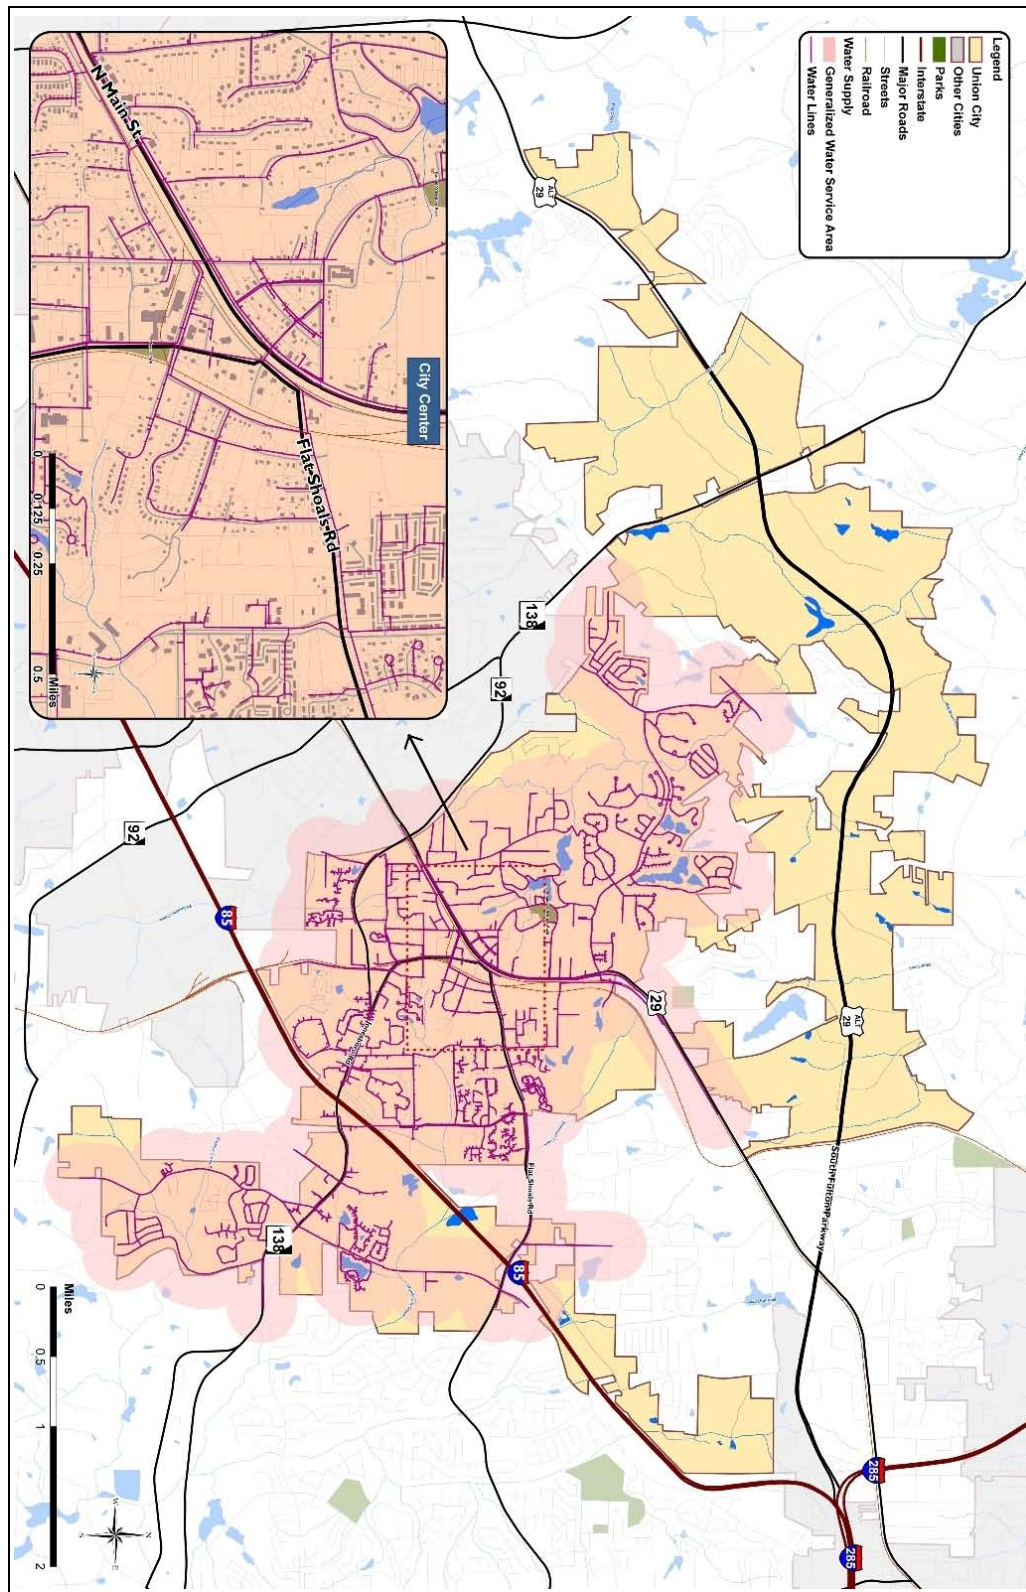 Legend
Union City
Other Cities
Parks
Interstate
Major Roads
Streets
Railroad
Water Supply
Generalized Water Service Area
Water Lines
N Main St
Flat Shoals Rd
City Center
0
0.125
0.25
0.5
Miles
ALT
29
138
92
92
85
29
ALT
29
South Fulton Parkway
Flat Shoals Rd
138
85
285
285
Miles
0
0.5
1
2
W
N
S
E